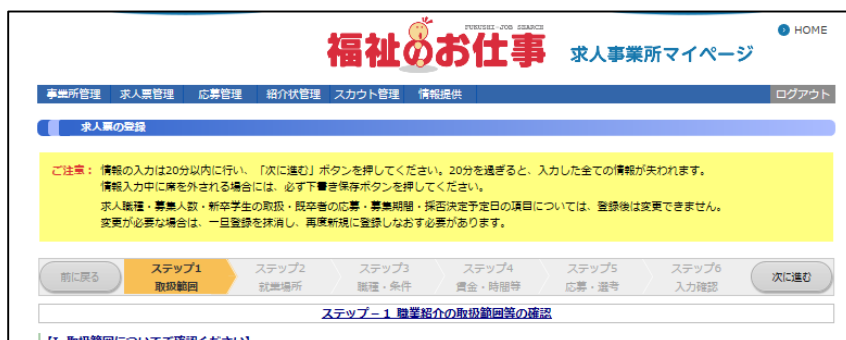 FUKUSHI-JOB SEARCH
福祉のお仕事 求人事業所マイページ
HOME
事業所管理 求人票管理 応募管理 紹介状管理 スカウト管理 情報提供 ログアウト
求人票の登録
ご注意： 情報の入力は20分以内に行い、「次に進む」ボタンを押してください。20分を過ぎると、入力した全ての情報が失われます。
情報入力中に席を外される場合には、必ず下書き保存ボタンを押してください。
求人職種・募集人数・新卒学生の取扱・既卒者の応募・募集期間・採否決定予定日の項目については、登録後は変更できません。
変更が必要な場合は、一旦登録を抹消し、再度新規に登録しなおす必要があります。
前に戻る ステップ1 ステップ2 ステップ3 ステップ4 ステップ5 ステップ6 次に進む
取扱範囲 就業場所 職種・条件 賃金・時間等 応募・選考 入力確認
ステップ－１ 職業紹介の取扱範囲等の確認
【I 取扱範囲についてご確認ください】